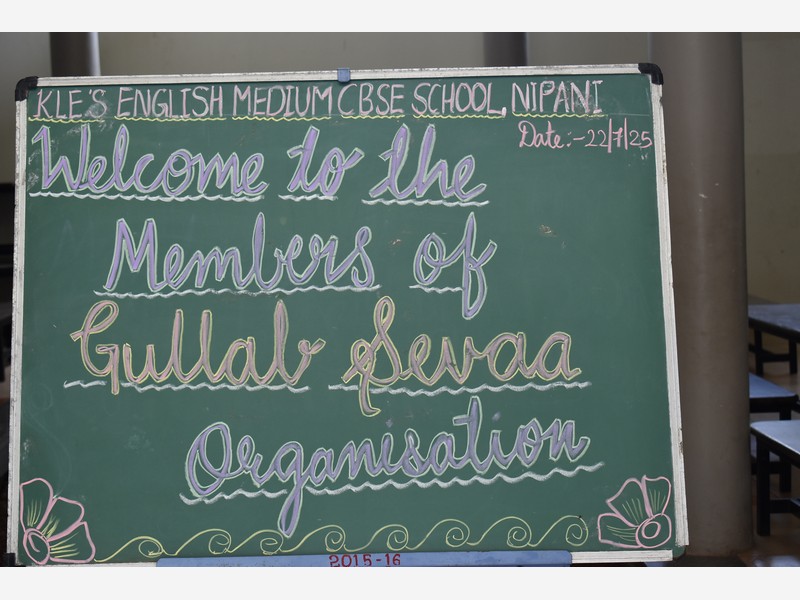 KLE'S ENGLISH MEDIUM CBSE SCHOOL, NIPANI
Date:-22/7/25
Welcome to the
Members of
Gullab Sevaa
Organisation
2015-16